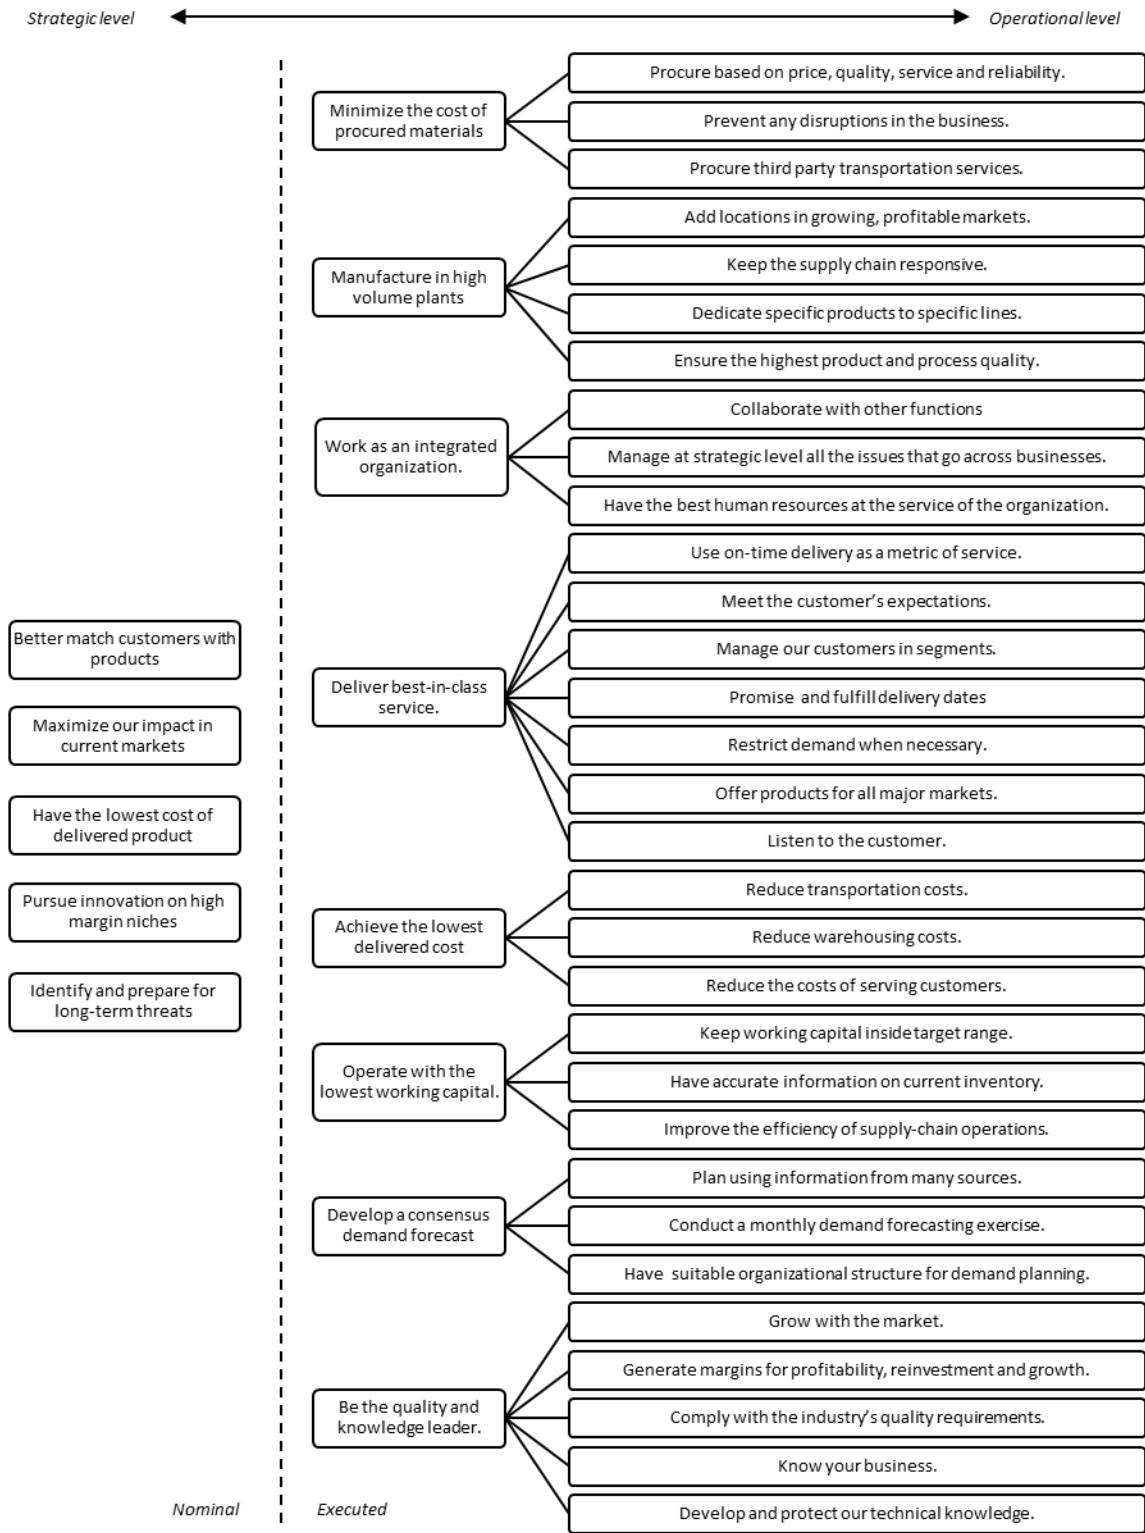 Strategic level
Operational level
Better match customers with
products
Maximize our impact in
current markets
Have the lowest cost of
delivered product
Pursue innovation on high
margin niches
Identify and prepare for
long-term threats
Minimize the cost of
procured materials
Procure based on price, quality, service and reliability.
Prevent any disruptions in the business.
Procure third party transportation services.
Manufacture in high
volume plants
Add locations in growing, profitable markets.
Keep the supply chain responsive.
Dedicate specific products to specific lines.
Ensure the highest product and process quality.
Work as an integrated
organization.
Collaborate with other functions
Manage at strategic level all the issues that go across businesses.
Have the best human resources at the service of the organization.
Deliver best-in-class
service.
Use on-time delivery as a metric of service.
Meet the customer's expectations.
Manage our customers in segments.
Promise and fulfill delivery dates
Restrict demand when necessary.
Offer products for all major markets.
Listen to the customer.
Achieve the lowest
delivered cost
Reduce transportation costs.
Reduce warehousing costs.
Reduce the costs of serving customers.
Operate with the
lowest working capital.
Keep working capital inside target range.
Have accurate information on current inventory.
Improve the efficiency of supply-chain operations.
Develop a consensus
demand forecast
Plan using information from many sources.
Conduct a monthly demand forecasting exercise.
Have suitable organizational structure for demand planning.
Be the quality and
knowledge leader.
Grow with the market.
Generate margins for profitability, reinvestment and growth.
Comply with the industry's quality requirements.
Know your business.
Develop and protect our technical knowledge.
Nominal
Executed